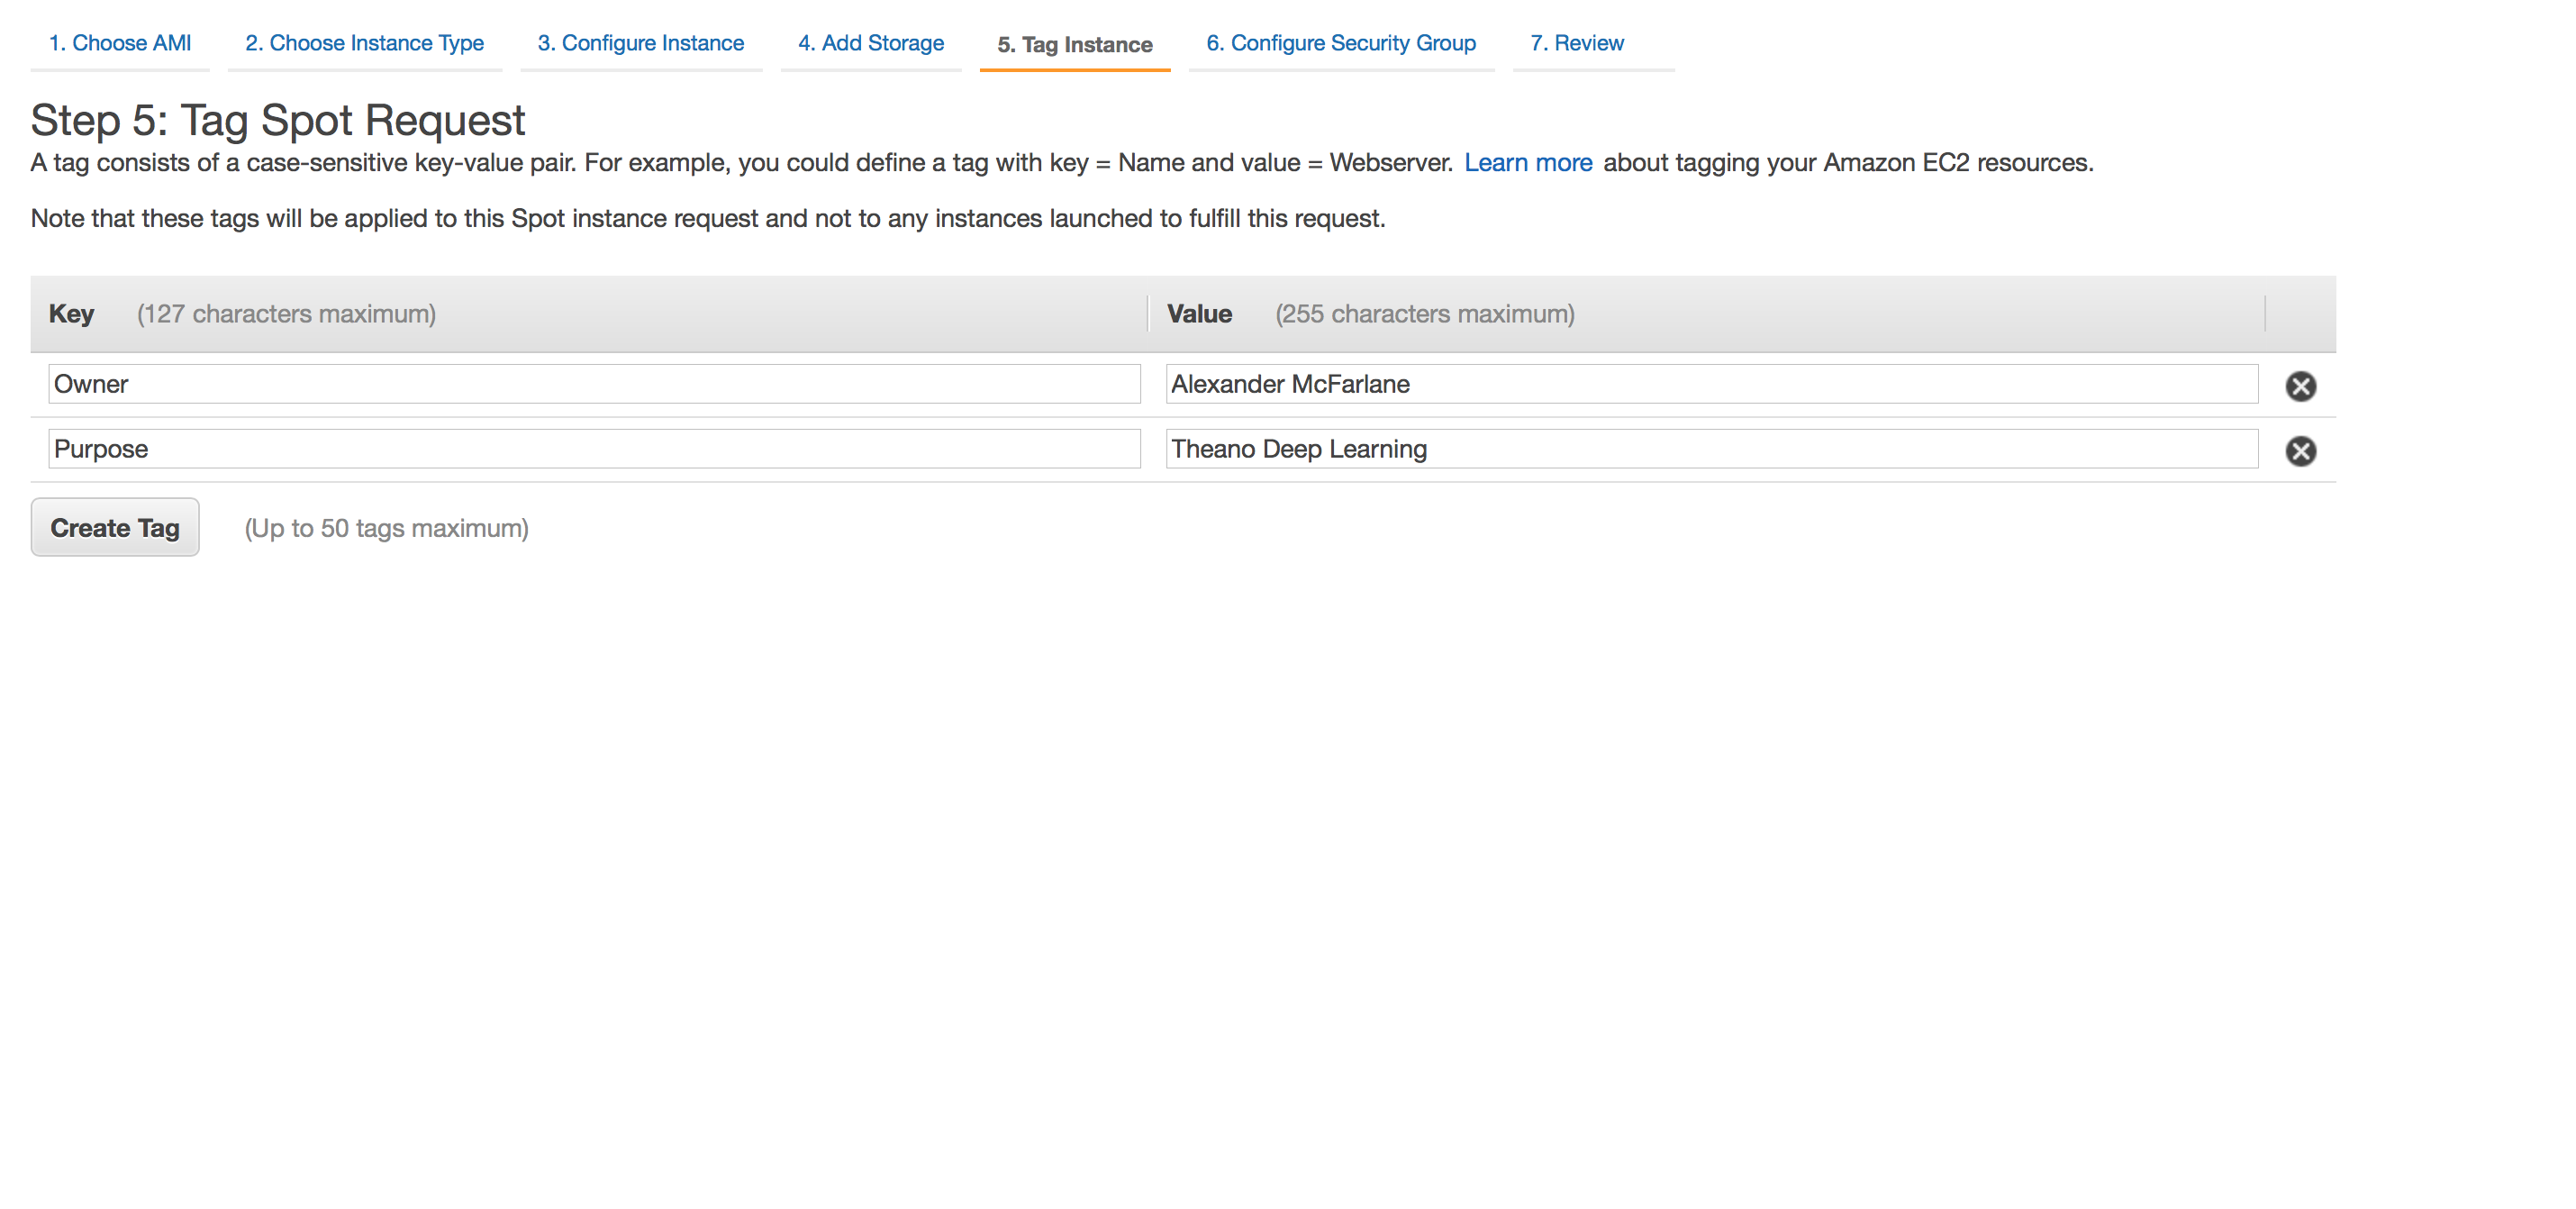 1. Choose AMI 2. Choose Instance Type 3. Configure Instance 4. Add Storage 5. Tag Instance 6. Configure Security Group 7. Review
Step 5: Tag Spot Request
A tag consists of a case-sensitive key-value pair. For example, you could define a tag with key = Name and value = Webserver. Learn more about tagging your Amazon EC2 resources.
Note that these tags will be applied to this Spot instance request and not to any instances launched to fulfill this request.
Key (127 characters maximum) Value (255 characters maximum)
Owner Alexander McFarlane
Purpose Theano Deep Learning
Create Tag (Up to 50 tags maximum)